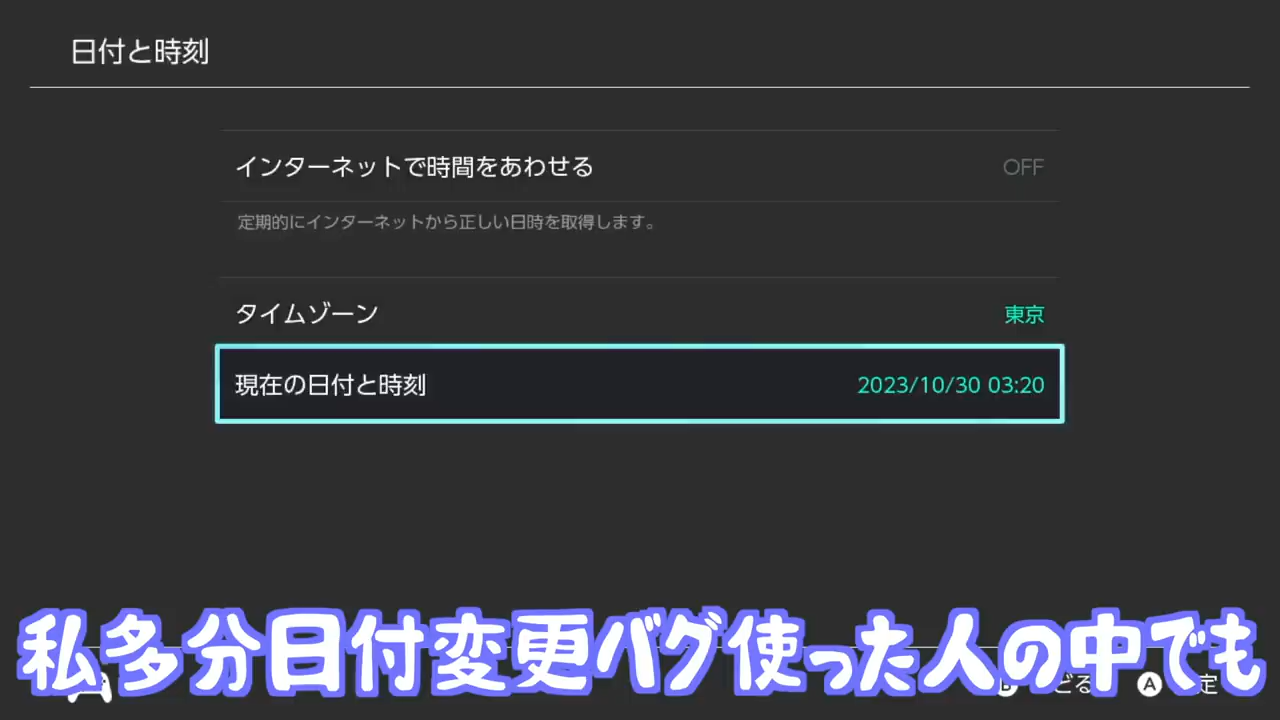 日付と時刻
インターネットで時間をあわせる OFF
定期的にインターネットから正しい日時を取得します。
タイムゾーン 東京
現在の日付と時刻 2023/10/30 03:20
私多分日付変更バグ使った人の中でも
B どる A 定